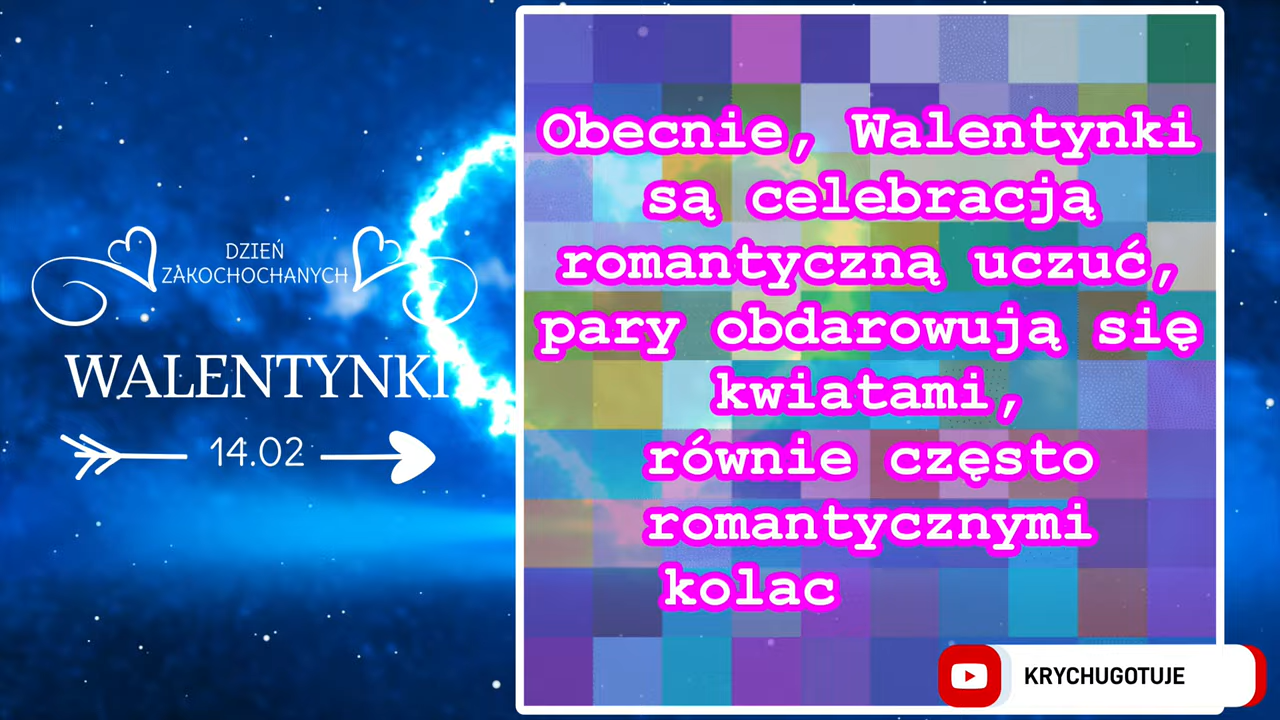 DZIEŃ
ZAKOCHOCHANYCH
WALENTYNKI
14.02
Obecnie, Walentynki
są celebracją
romantyczną uczuć,
pary obdarowują się
kwiatami,
równie często
romantycznymi
kolac
KRYCHUGOTUJE